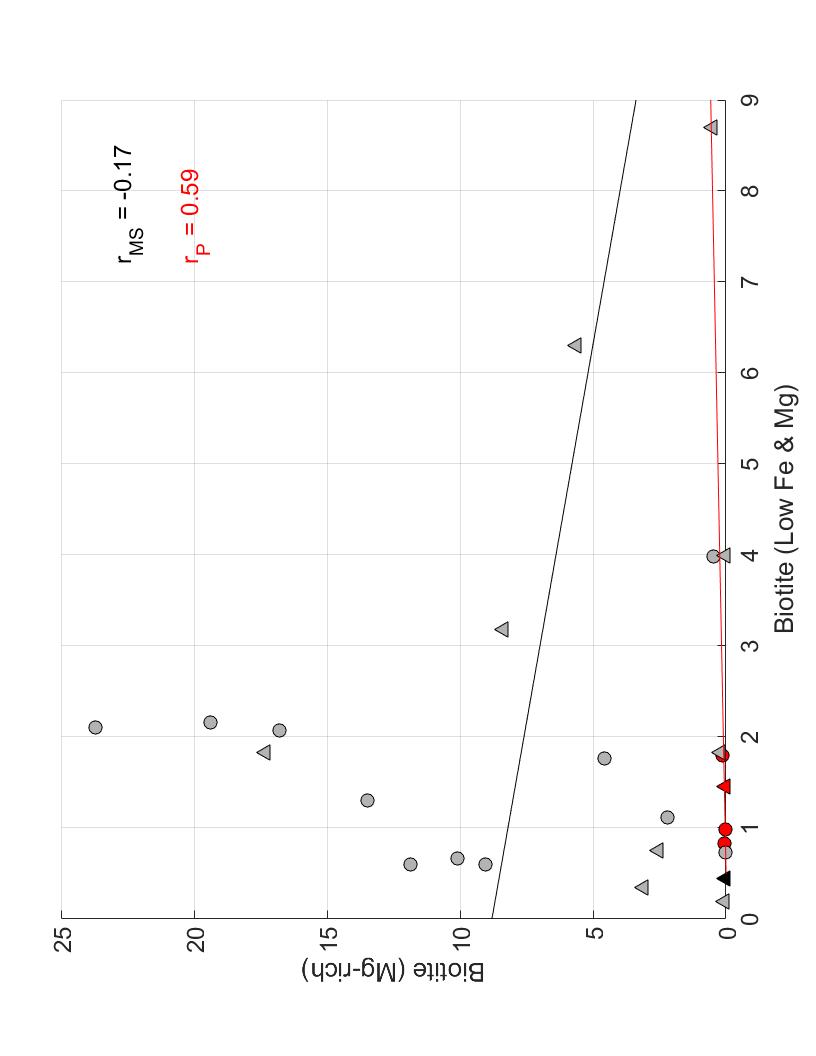 25
r_MS = -0.17
r_P = 0.59
20
15
10
5
0
Biotite (Mg-rich)
0 1 2 3 4 5 6 7 8 9
Biotite (Low Fe & Mg)